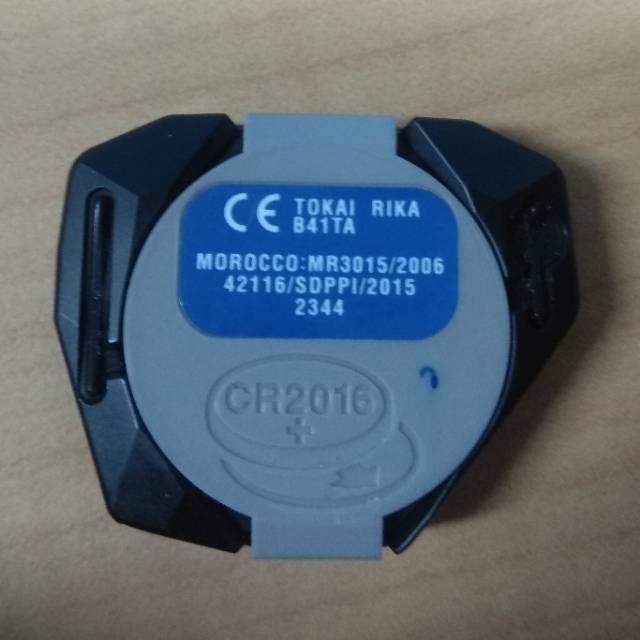 CE TOKAI RIKA
B41TA
MOROCCO:MR3015/2006
42116/SDPPI/2015
2344
CR2016
+